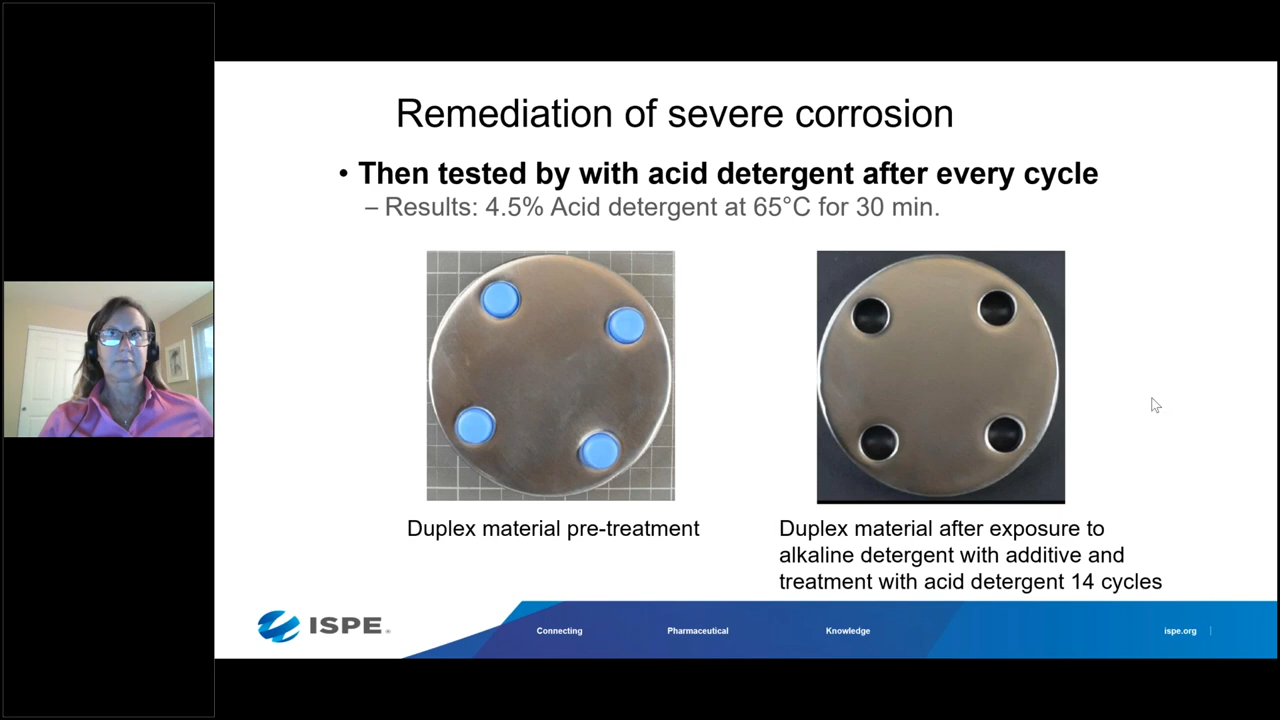 Remediation of severe corrosion
• Then tested by with acid detergent after every cycle
– Results: 4.5% Acid detergent at 65°C for 30 min.
Duplex material pre-treatment
Duplex material after exposure to
alkaline detergent with additive and
treatment with acid detergent 14 cycles
ISPE®
Connecting Pharmaceutical Knowledge
ispe.org |